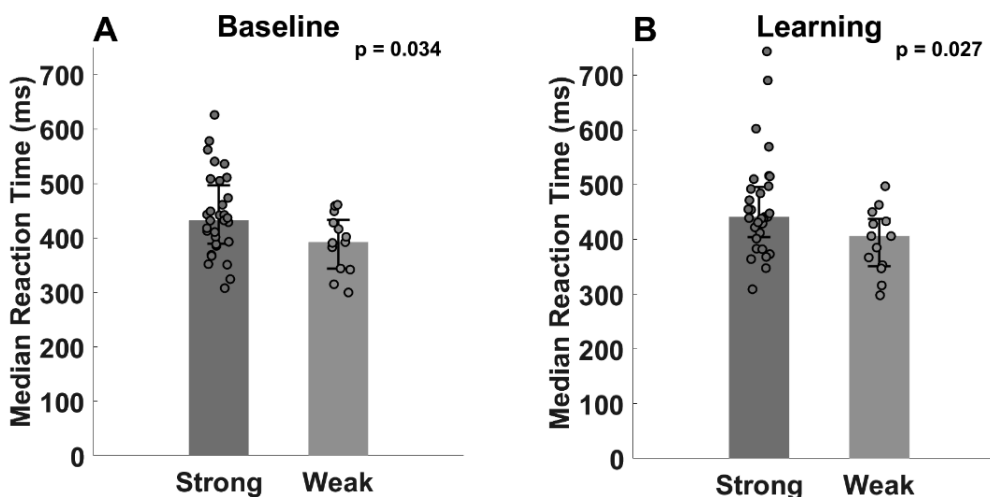 A
Baseline
p = 0.034
Median Reaction Time (ms)
700
600
500
400
300
200
100
0
Strong
Weak
B
Learning
p = 0.027
Median Reaction Time (ms)
700
600
500
400
300
200
100
0
Strong
Weak